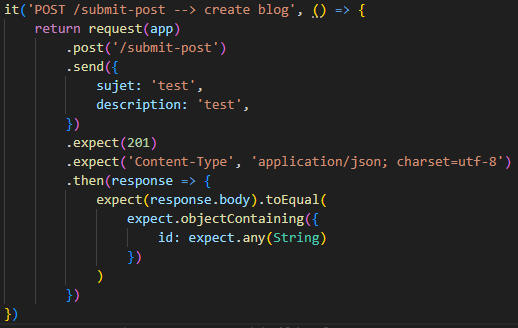 it('POST /submit-post --> create blog', () => {
    return request(app)
        .post('/submit-post')
        .send({
            sujet: 'test',
            description: 'test',
        })
        .expect(201)
        .expect('Content-Type', 'application/json; charset=utf-8')
        .then(response => {
            expect(response.body).toEqual(
                expect.objectContaining({
                    id: expect.any(String)
                })
            )
        })
})